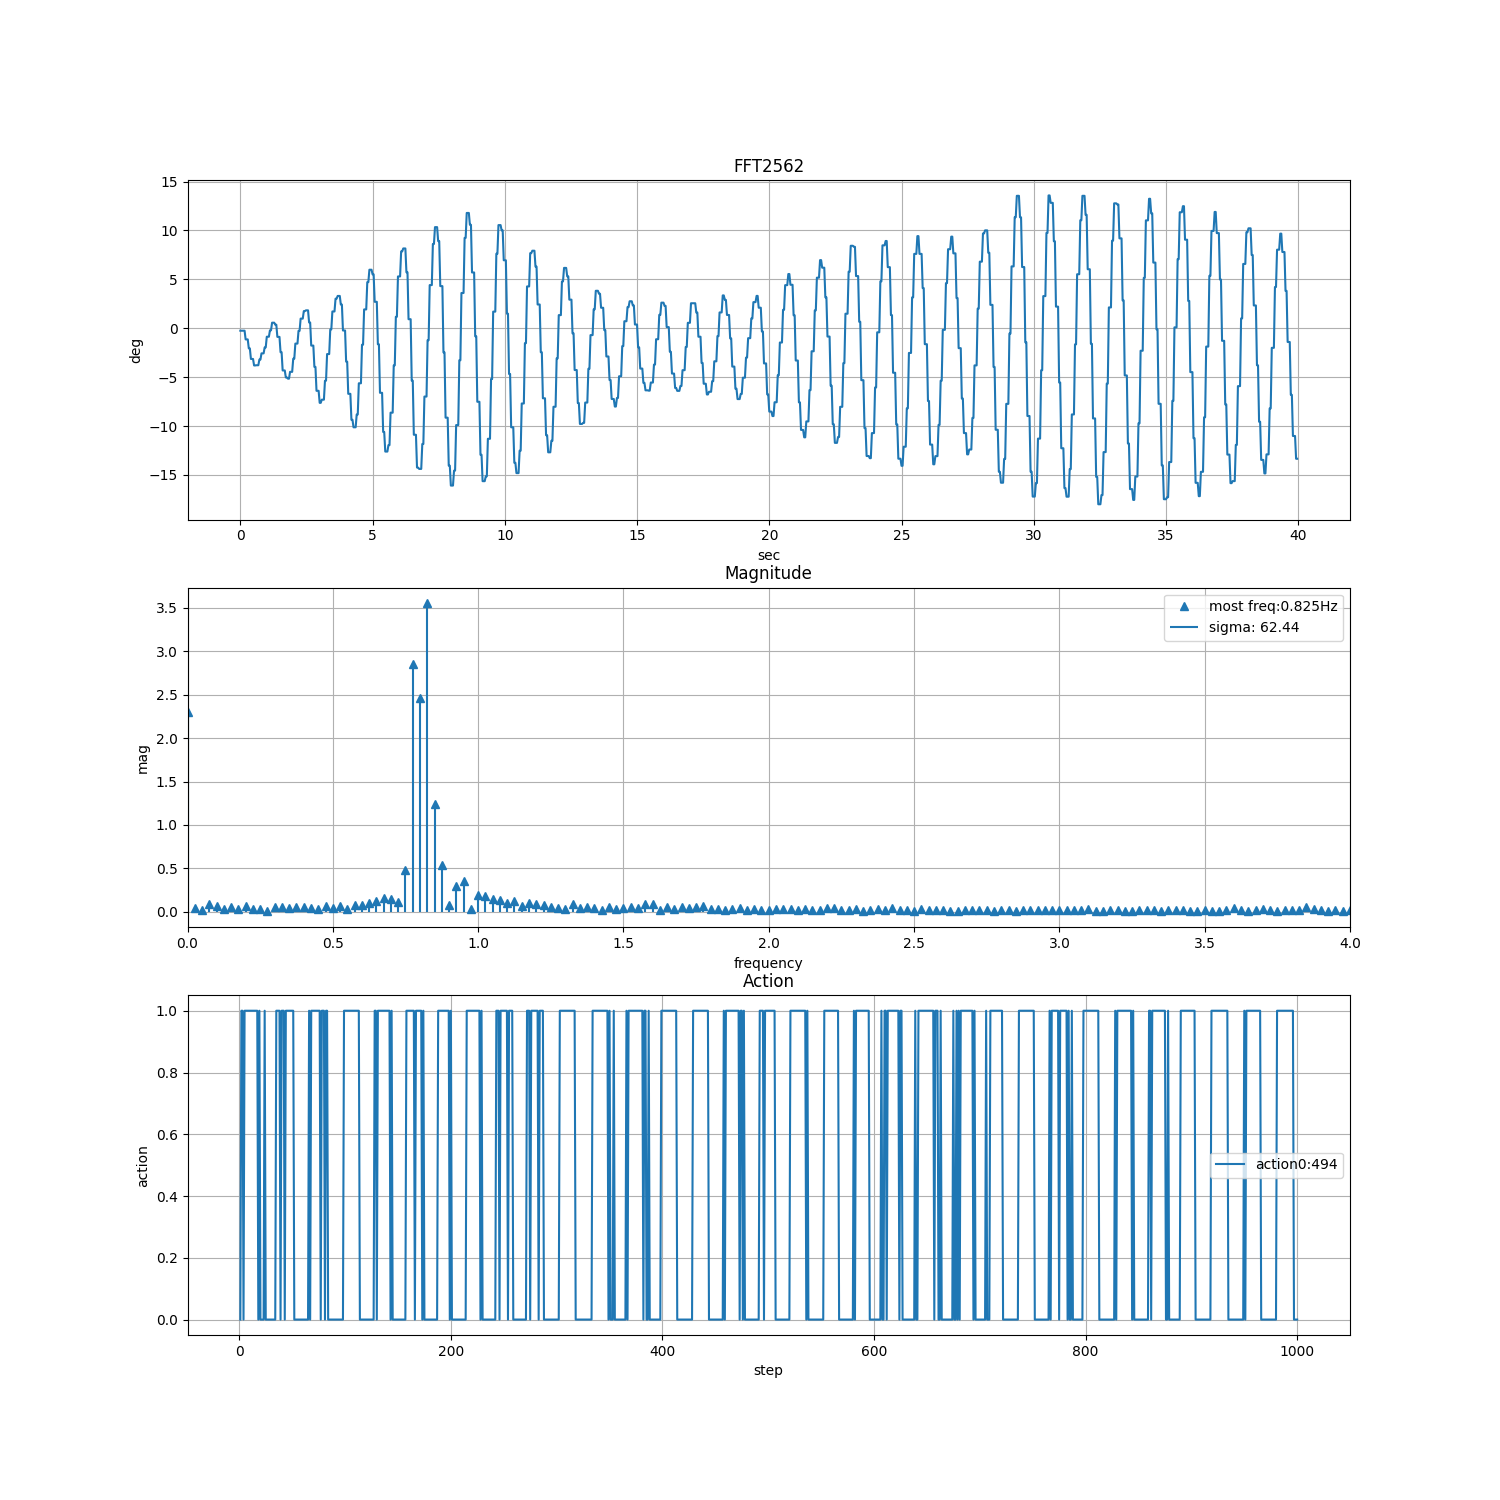 FFT2562
15
10
5
0
−5
−10
−15
deg
0 5 10 15 20 25 30 35 40
sec
Magnitude
3.5
3.0
2.5
2.0
1.5
1.0
0.5
0.0
mag
most freq:0.825Hz
sigma: 62.44
0.0 0.5 1.0 1.5 2.0 2.5 3.0 3.5 4.0
frequency
Action
1.0
0.8
0.6
0.4
0.2
0.0
action
action0:494
0 200 400 600 800 1000
step